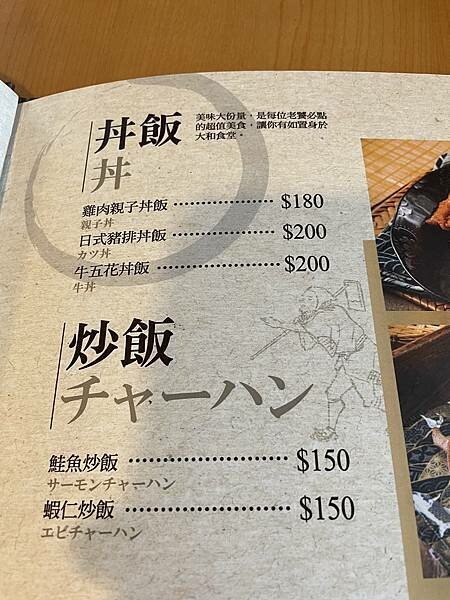 丼飯
丼
美味大份量，是每位老饕必點
的超值美食，讓你有如置身於
大和食堂。
雞肉親子丼飯 $180
親子丼
日式豬排丼飯 $200
カツ丼
牛五花丼飯 $200
牛丼
炒飯
チャーハン
鮭魚炒飯 $150
サーモンチャーハン
蝦仁炒飯 $150
エビチャーハン